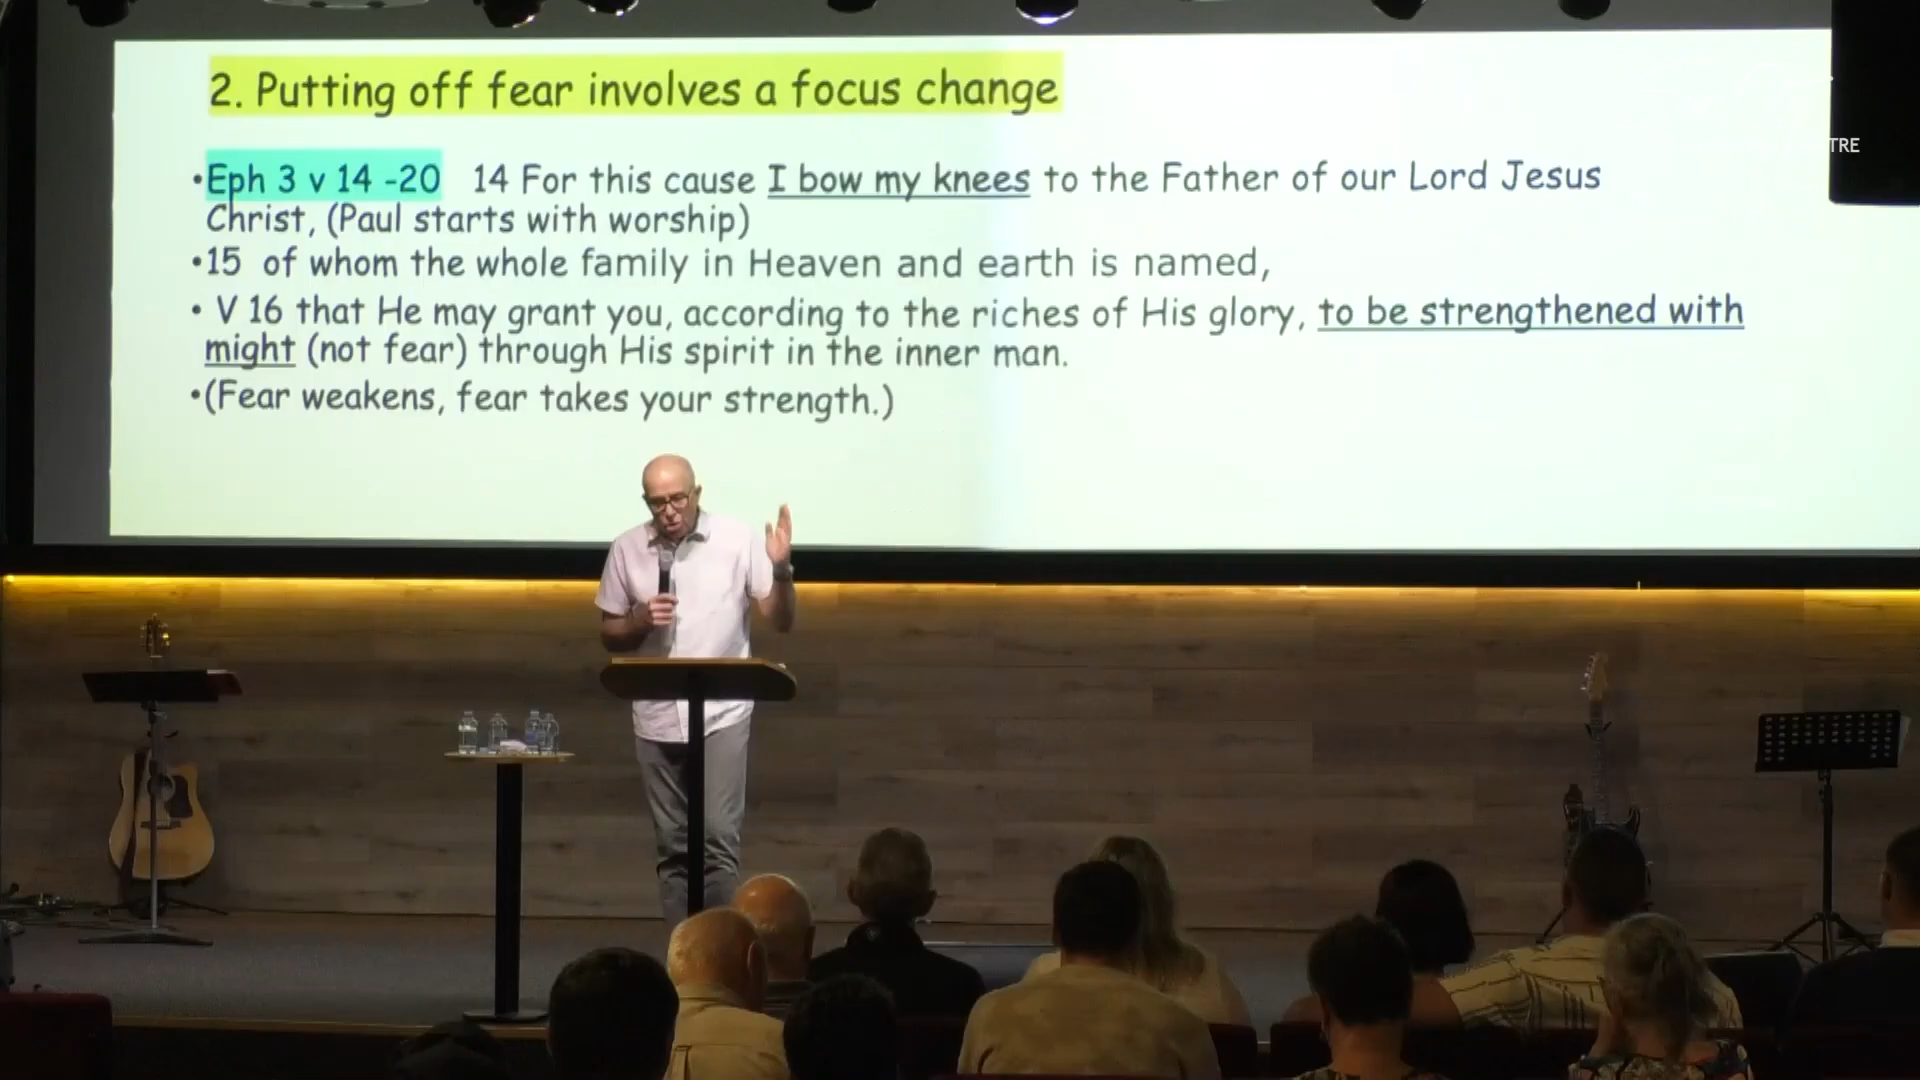 2. Putting off fear involves a focus change
•Eph 3 v 14 -20 14 For this cause I bow my knees to the Father of our Lord Jesus
Christ, (Paul starts with worship)
•15 of whom the whole family in Heaven and earth is named,
• V 16 that He may grant you, according to the riches of His glory, to be strengthened with
might (not fear) through His spirit in the inner man.
•(Fear weakens, fear takes your strength.)
TRE